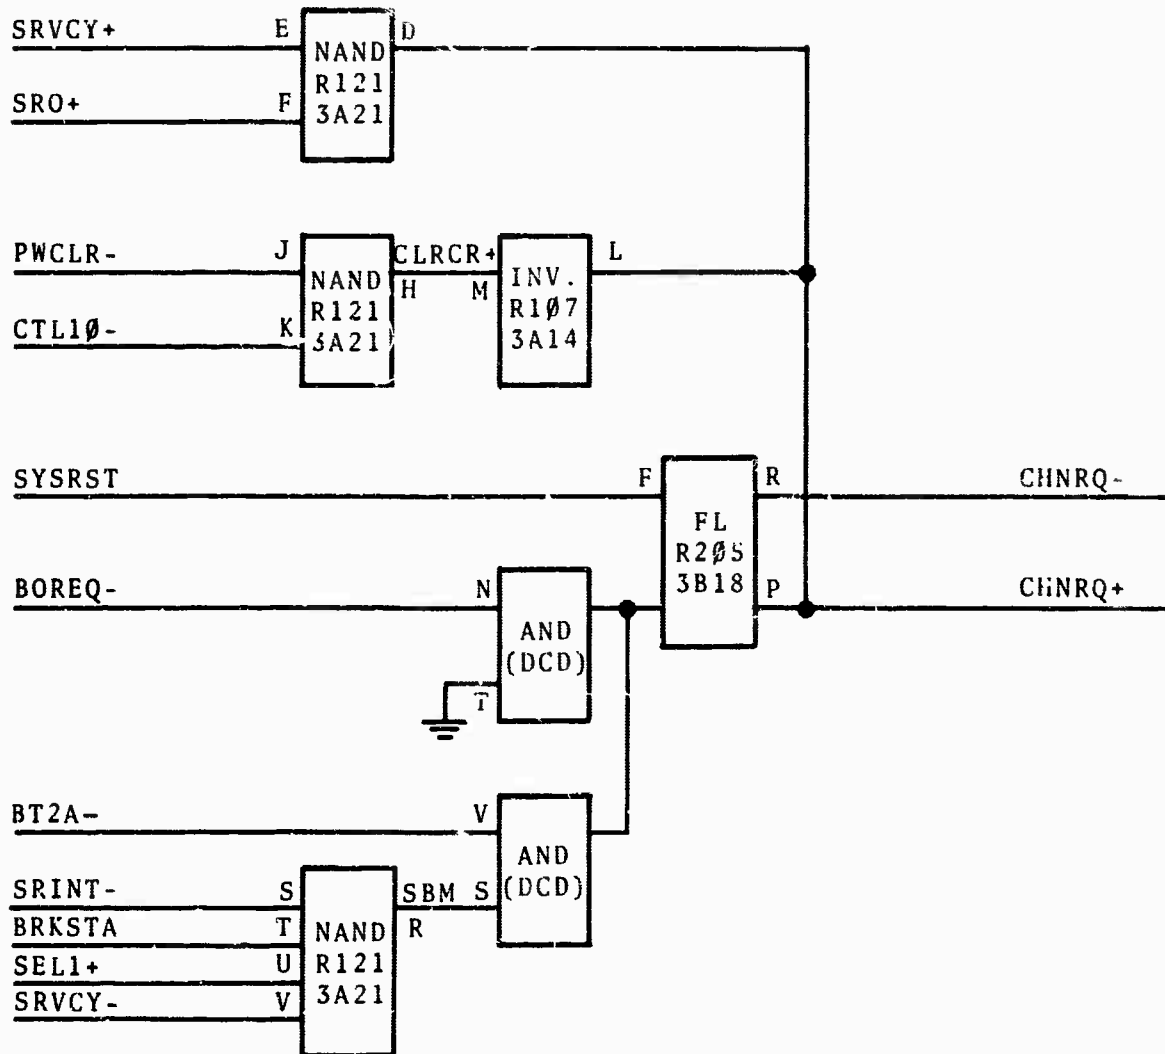 SRVCY+ E D
NAND
R121
3A21
SRO+ F
PWCLR- J CLRCR+ L
NAND
R121
3A21
H M
INV.
R1Ø7
3A14
CTL1Ø- K
SYSRST F R CHNRQ-
FL
R2Ø5
3B18
BOREQ- N P CHNRQ+
AND
(DCD)
T
BT2A- V
AND
(DCD)
SRINT- S SBM S
BRKSTA T R
NAND
R121
3A21
SEL1+ U
SRVCY- V